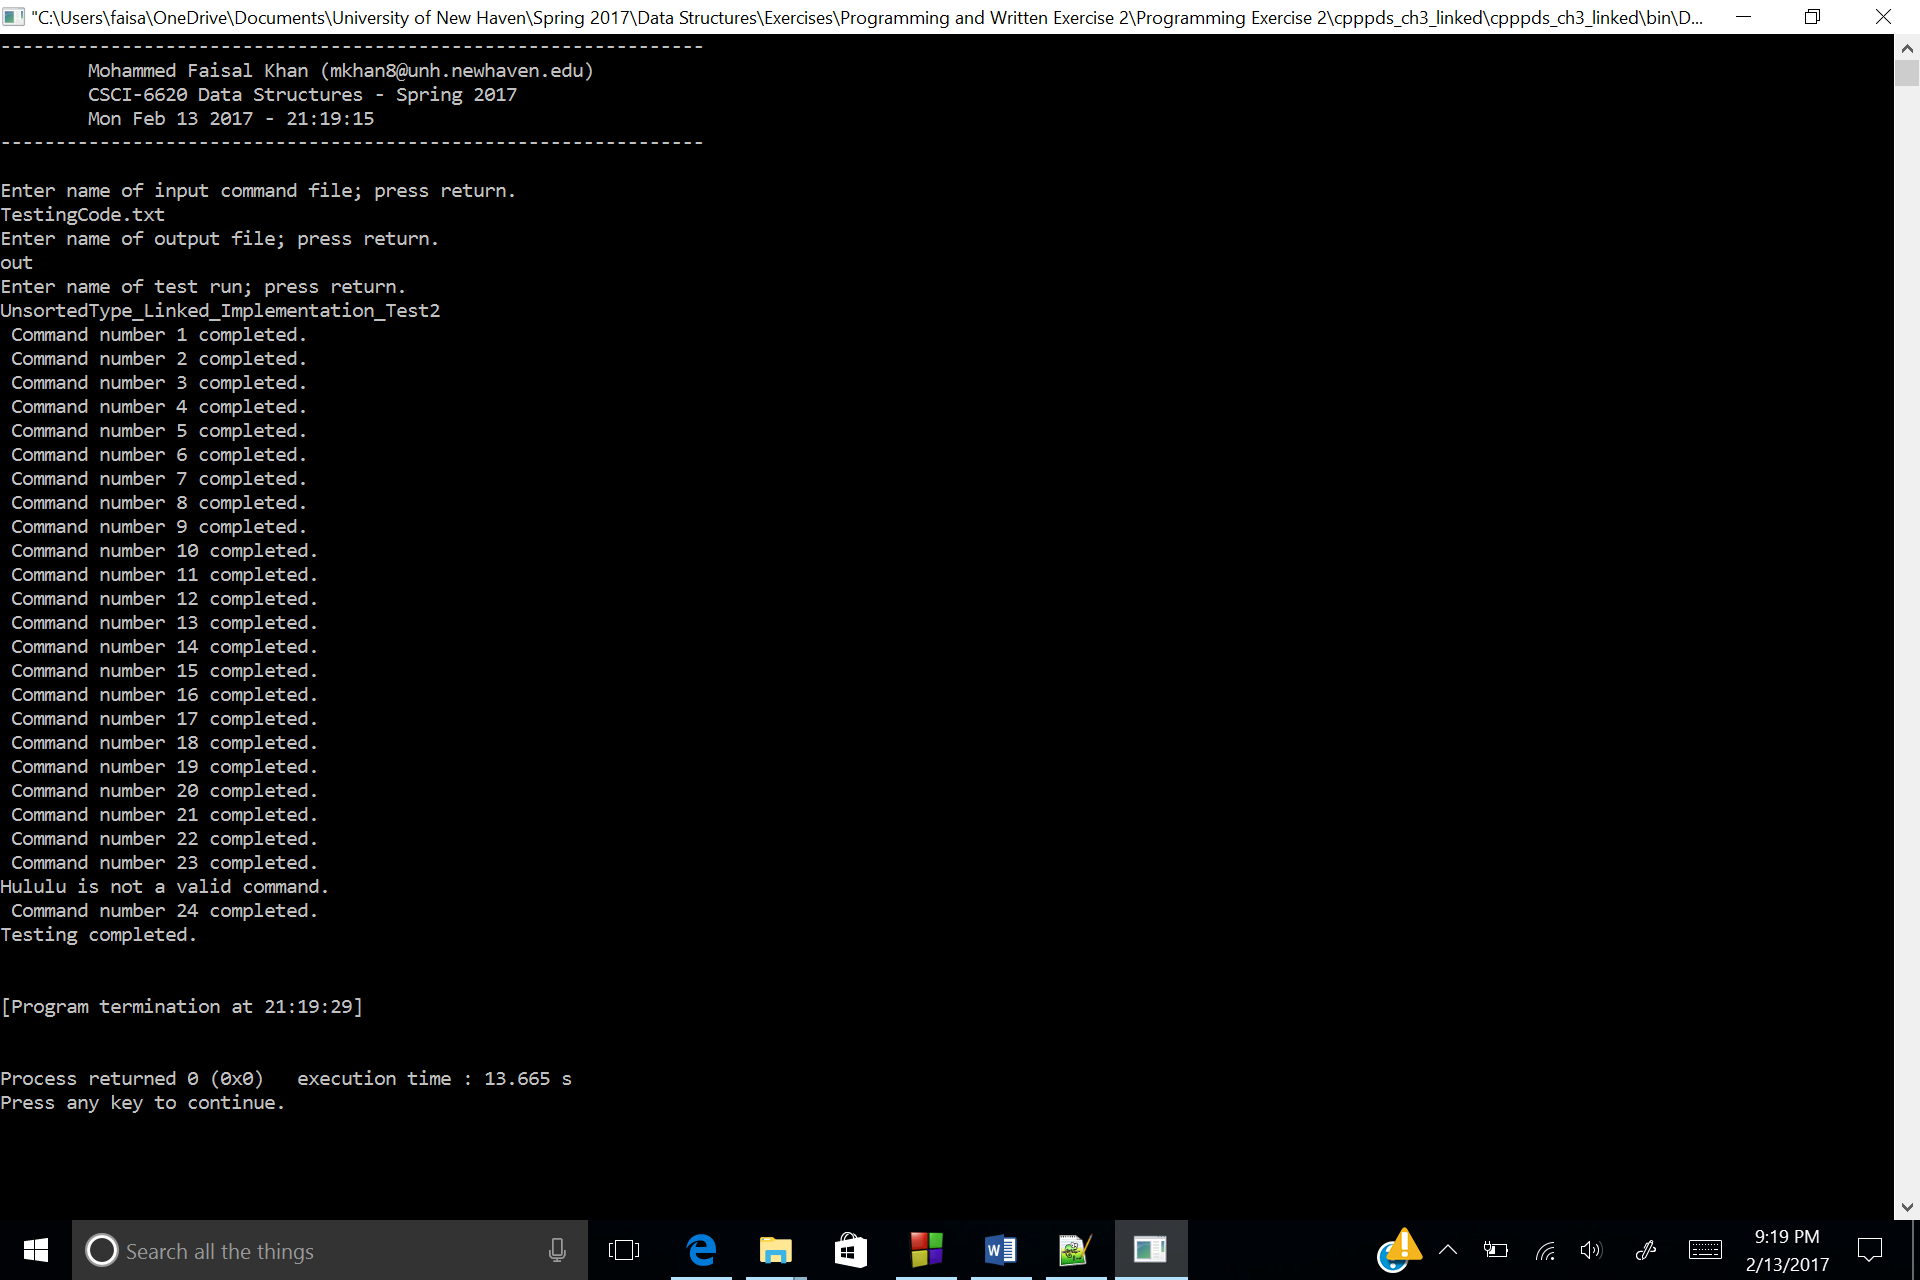 "C:\Users\faisa\OneDrive\Documents\University of New Haven\Spring 2017\Data Structures\Exercises\Programming and Written Exercise 2\Programming Exercise 2\cpppds_ch3_linked\cpppds_ch3_linked\bin\D...
----------------------------------------------------------------
Mohammed Faisal Khan (mkhan8@unh.newhaven.edu)
CSCI-6620 Data Structures - Spring 2017
Mon Feb 13 2017 - 21:19:15
----------------------------------------------------------------
Enter name of input command file; press return.
TestingCode.txt
Enter name of output file; press return.
out
Enter name of test run; press return.
UnsortedType_Linked_Implementation_Test2
Command number 1 completed.
Command number 2 completed.
Command number 3 completed.
Command number 4 completed.
Command number 5 completed.
Command number 6 completed.
Command number 7 completed.
Command number 8 completed.
Command number 9 completed.
Command number 10 completed.
Command number 11 completed.
Command number 12 completed.
Command number 13 completed.
Command number 14 completed.
Command number 15 completed.
Command number 16 completed.
Command number 17 completed.
Command number 18 completed.
Command number 19 completed.
Command number 20 completed.
Command number 21 completed.
Command number 22 completed.
Command number 23 completed.
Hululu is not a valid command.
Command number 24 completed.
Testing completed.
[Program termination at 21:19:29]
Process returned 0 (0x0)   execution time : 13.665 s
Press any key to continue.
Search all the things
9:19 PM
2/13/2017